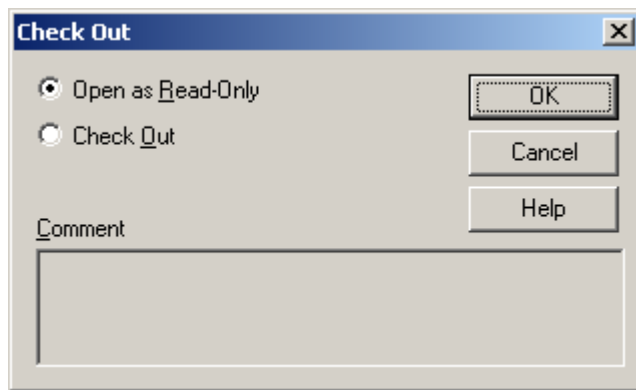 Check Out
Open as Read-Only
OK
Check Out
Cancel
Help
Comment